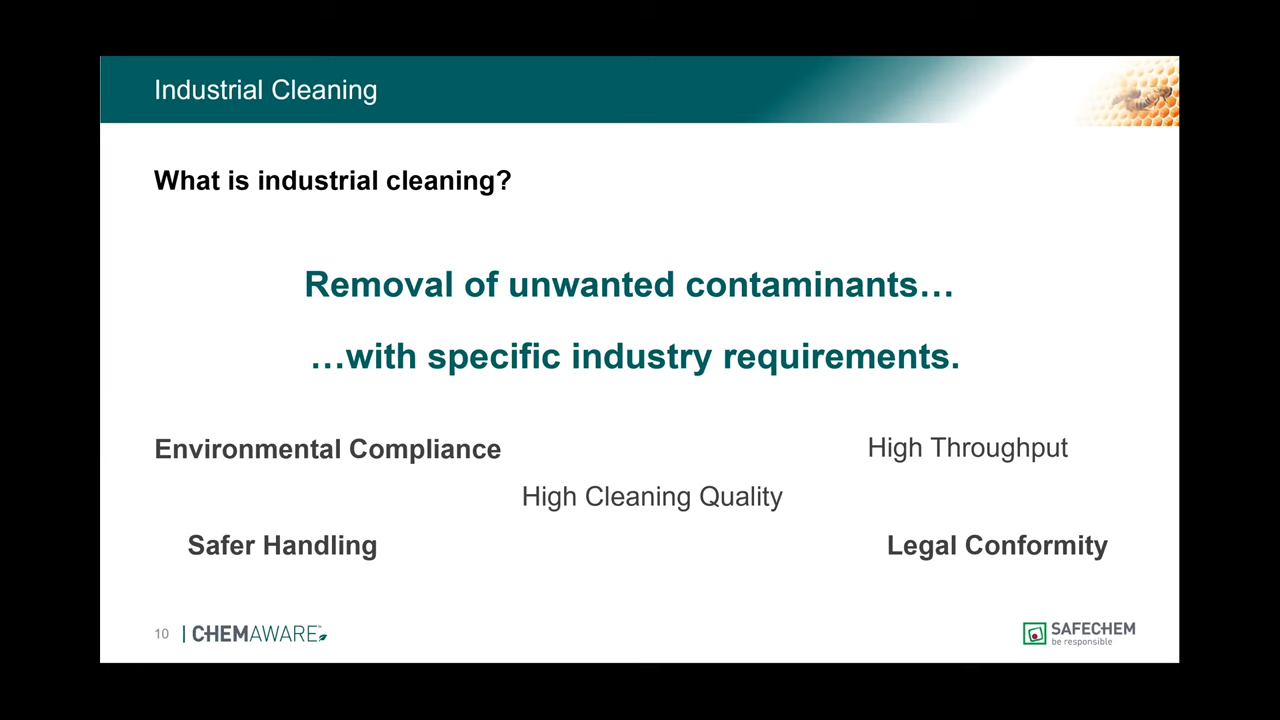 Industrial Cleaning
What is industrial cleaning?
Removal of unwanted contaminants…
…with specific industry requirements.
Environmental Compliance
High Throughput
High Cleaning Quality
Safer Handling
Legal Conformity
10 | CHEMAWARE™
SAFECHEM
be responsible